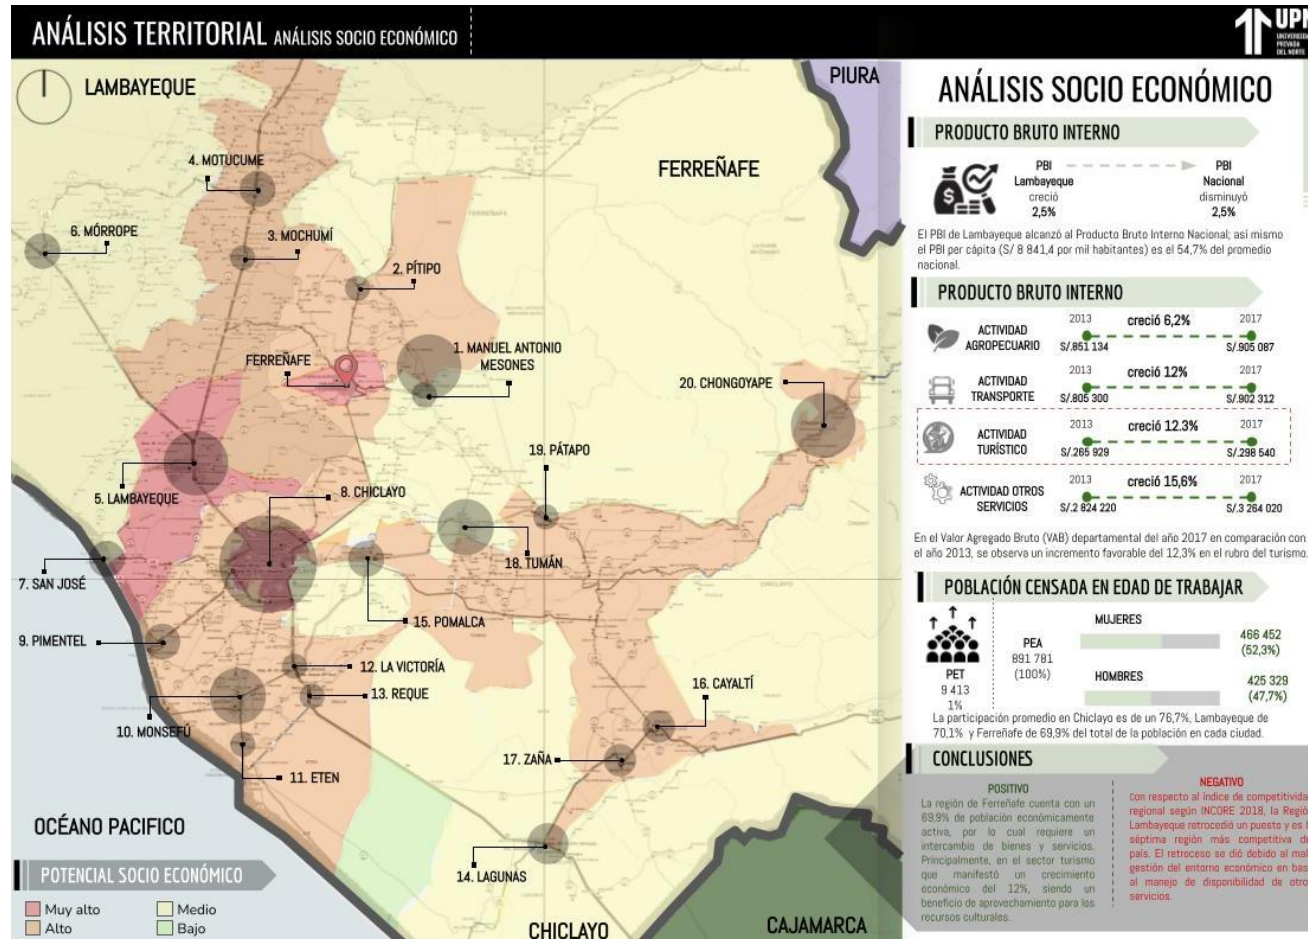 ANÁLISIS TERRITORIAL ANÁLISIS SOCIO ECONÓMICO
UPN
UNIVERSIDAD
PRIVADA
DEL NORTE
LAMBAYEQUE
PIURA
FERREÑAFE
4. MOTUCUME
6. MÓRROPE
3. MOCHUMÍ
2. PÍTIPO
FERREÑAFE
1. MANUEL ANTONIO
MESONES
20. CHONGOYAPE
19. PÁTAPO
5. LAMBAYEQUE
8. CHICLAYO
7. SAN JOSÉ
18. TUMÁN
15. POMALCA
9. PIMENTEL
12. LA VICTORÍA
13. REQUE
16. CAYALTÍ
10. MONSEFÚ
17. ZAÑA
11. ETEN
OCÉANO PACIFICO
14. LAGUNAS
CHICLAYO
CAJAMARCA
POTENCIAL SOCIO ECONÓMICO
Muy alto
Medio
Alto
Bajo
ANÁLISIS SOCIO ECONÓMICO
PRODUCTO BRUTO INTERNO
PBI
Lambayeque
creció
2,5%
PBI
Nacional
disminuyó
2,5%
El PBI de Lambayeque alcanzó al Producto Bruto Interno Nacional; asi mismo
el PBI per cápita (S/ 8 841,4 por mil habitantes) es el 54,7% del promedio
nacional.
PRODUCTO BRUTO INTERNO
ACTIVIDAD
AGROPECUARIO
2013
creció 6,2%
2017
S/.851 134
S/.905 087
ACTIVIDAD
TRANSPORTE
2013
creció 12%
2017
S/.805 300
S/.902 312
ACTIVIDAD
TURÍSTICO
2013
creció 12.3%
2017
S/.265 929
S/.298 540
ACTIVIDAD OTROS
SERVICIOS
2013
creció 15,6%
2017
S/.2 824 220
S/.3 264 020
En el Valor Agregado Bruto (VAB) departamental del año 2017 en comparación con
el año 2013, se observa un incremento favorable del 12,3% en el rubro del turismo.
POBLACIÓN CENSADA EN EDAD DE TRABAJAR
PET
9 413
1%
PEA
891 781
(100%)
MUJERES
466 452
(52,3%)
HOMBRES
425 329
(47,7%)
La participación promedio en Chiclayo es de un 76,7%, Lambayeque de
70,1% y Ferreñafe de 69,9% del total de la población en cada ciudad.
CONCLUSIONES
POSITIVO
La región de Ferreñafe cuenta con un
69,9% de población económicamente
activa, por lo cual requiere un
intercambio de bienes y servicios.
Principalmente, en el sector turismo
que manifestó un crecimiento
económico del 12%, siendo un
beneficio de aprovechamiento para los
recursos culturales.
NEGATIVO
Con respecto al índice de competitivida
regional según INCORE 2018, la Regió
Lambayeque retrocedió un puesto y es l
séptima región más competitiva de
país. El retroceso se dió debido al mal
gestión del entorno económico en bas
al manejo de disponibilidad de otro
servicios.